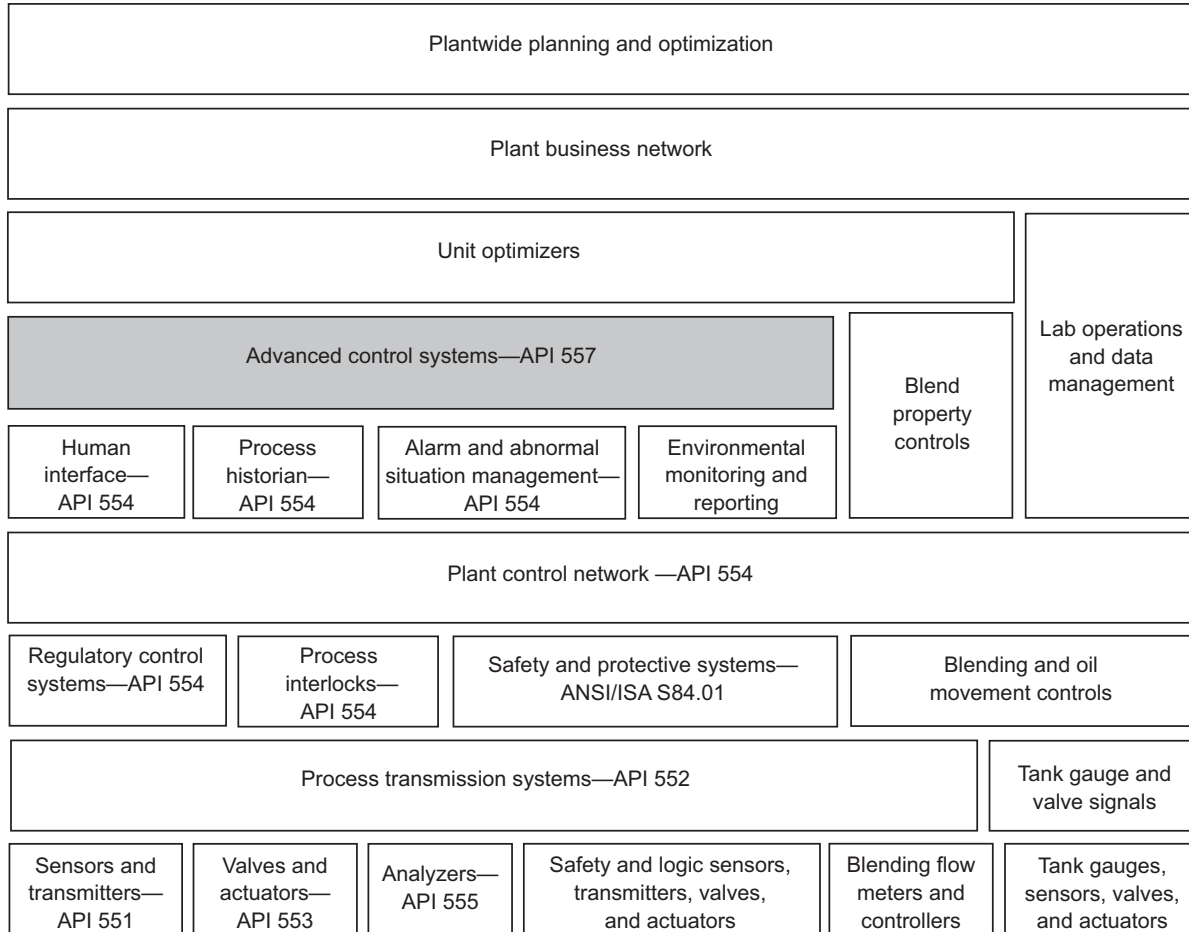 Plantwide planning and optimization
Plant business network
Unit optimizers
Lab operations
and data
management
Advanced control systems—API 557
Blend
property
controls
Human
interface—
API 554
Process
historian—
API 554
Alarm and abnormal
situation management—
API 554
Environmental
monitoring and
reporting
Plant control network —API 554
Regulatory control
systems—API 554
Process
interlocks—
API 554
Safety and protective systems—
ANSI/ISA S84.01
Blending and oil
movement controls
Process transmission systems—API 552
Tank gauge and
valve signals
Sensors and
transmitters—
API 551
Valves and
actuators—
API 553
Analyzers—
API 555
Safety and logic sensors,
transmitters, valves,
and actuators
Blending flow
meters and
controllers
Tank gauges,
sensors, valves,
and actuators